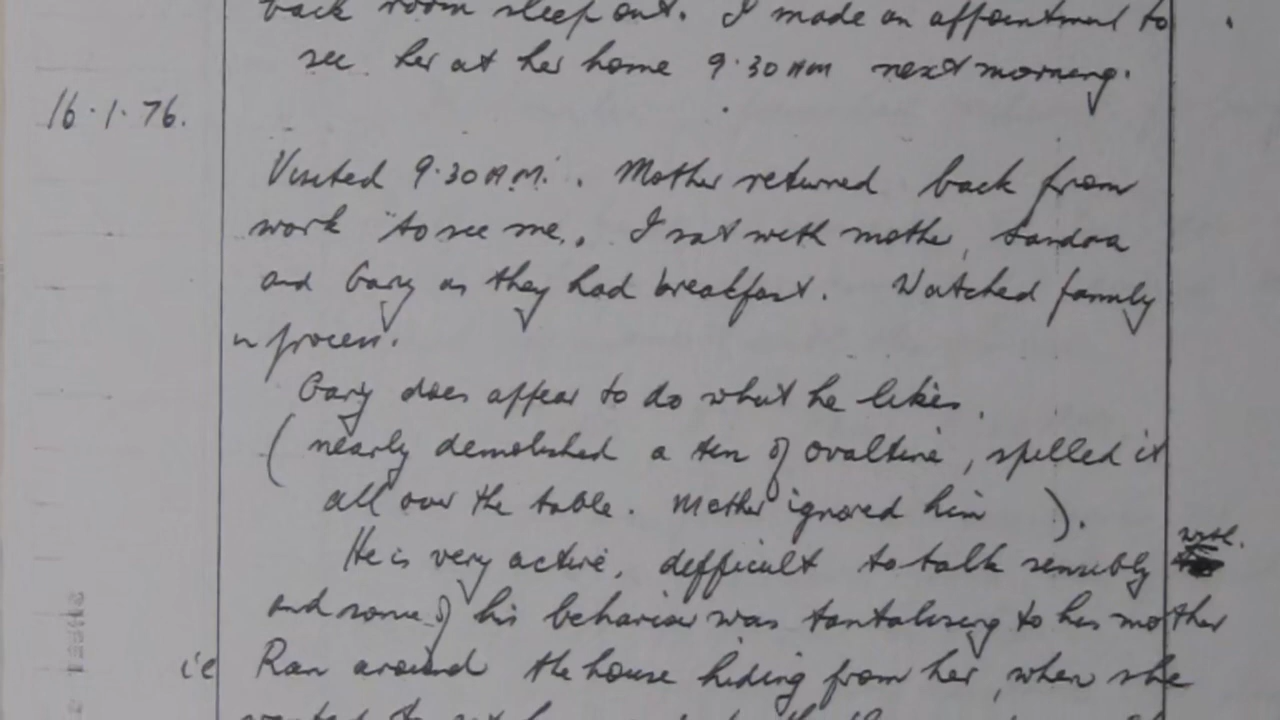 back room sleep out. I made an appointment to
see her at her home 9.30 AM next morning.
16.1.76.
Visited 9.30 A.M. Mother returned back from
work to see me. I sat with mother, Sandra
and Gary as they had breakfast. Watched family
in process.
Gary does appear to do what he likes.
(nearly demolished a tin of ovaltine, spilled it
all over the table. Mother ignored him).
He is very active, difficult to talk sensibly with.
and some of his behaviour was tantalising to his mother
i.e Ran around the house hiding from her, when she
wanted to get